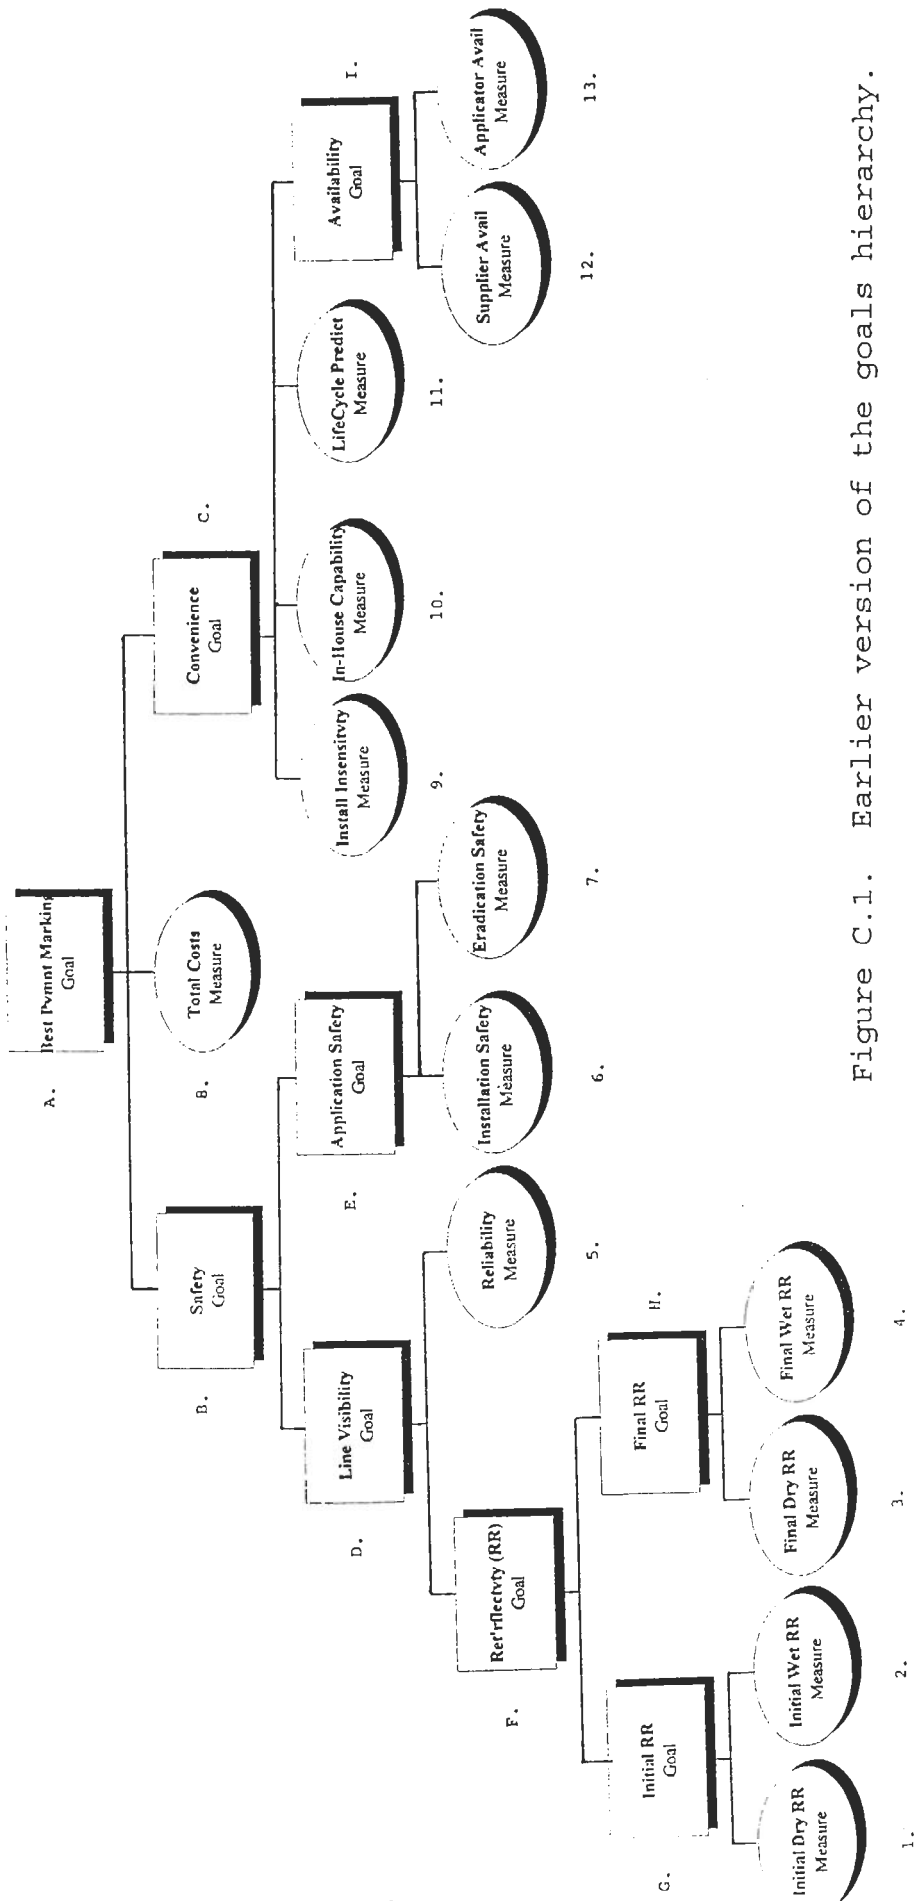 A.
Best Pvmnt Marking
Goal
B.
Safety
Goal
8.
Total Costs
Measure
C.
Convenience
Goal
D.
Line Visibility
Goal
E.
Application Safety
Goal
Install Insensitvty
Measure
9.
In-House Capability
Measure
10.
LifeCycle Predict
Measure
11.
Availability
Goal
I.
F.
Ret'rflectvty (RR)
Goal
Reliability
Measure
5.
Installation Safety
Measure
6.
Eradication Safety
Measure
7.
Supplier Avail
Measure
12.
Applicator Avail
Measure
13.
G.
Initial RR
Goal
Final RR
Goal
H.
Initial Dry RR
Measure
1.
Initial Wet RR
Measure
2.
Final Dry RR
Measure
3.
Final Wet RR
Measure
4.
Figure C.1. Earlier version of the goals hierarchy.